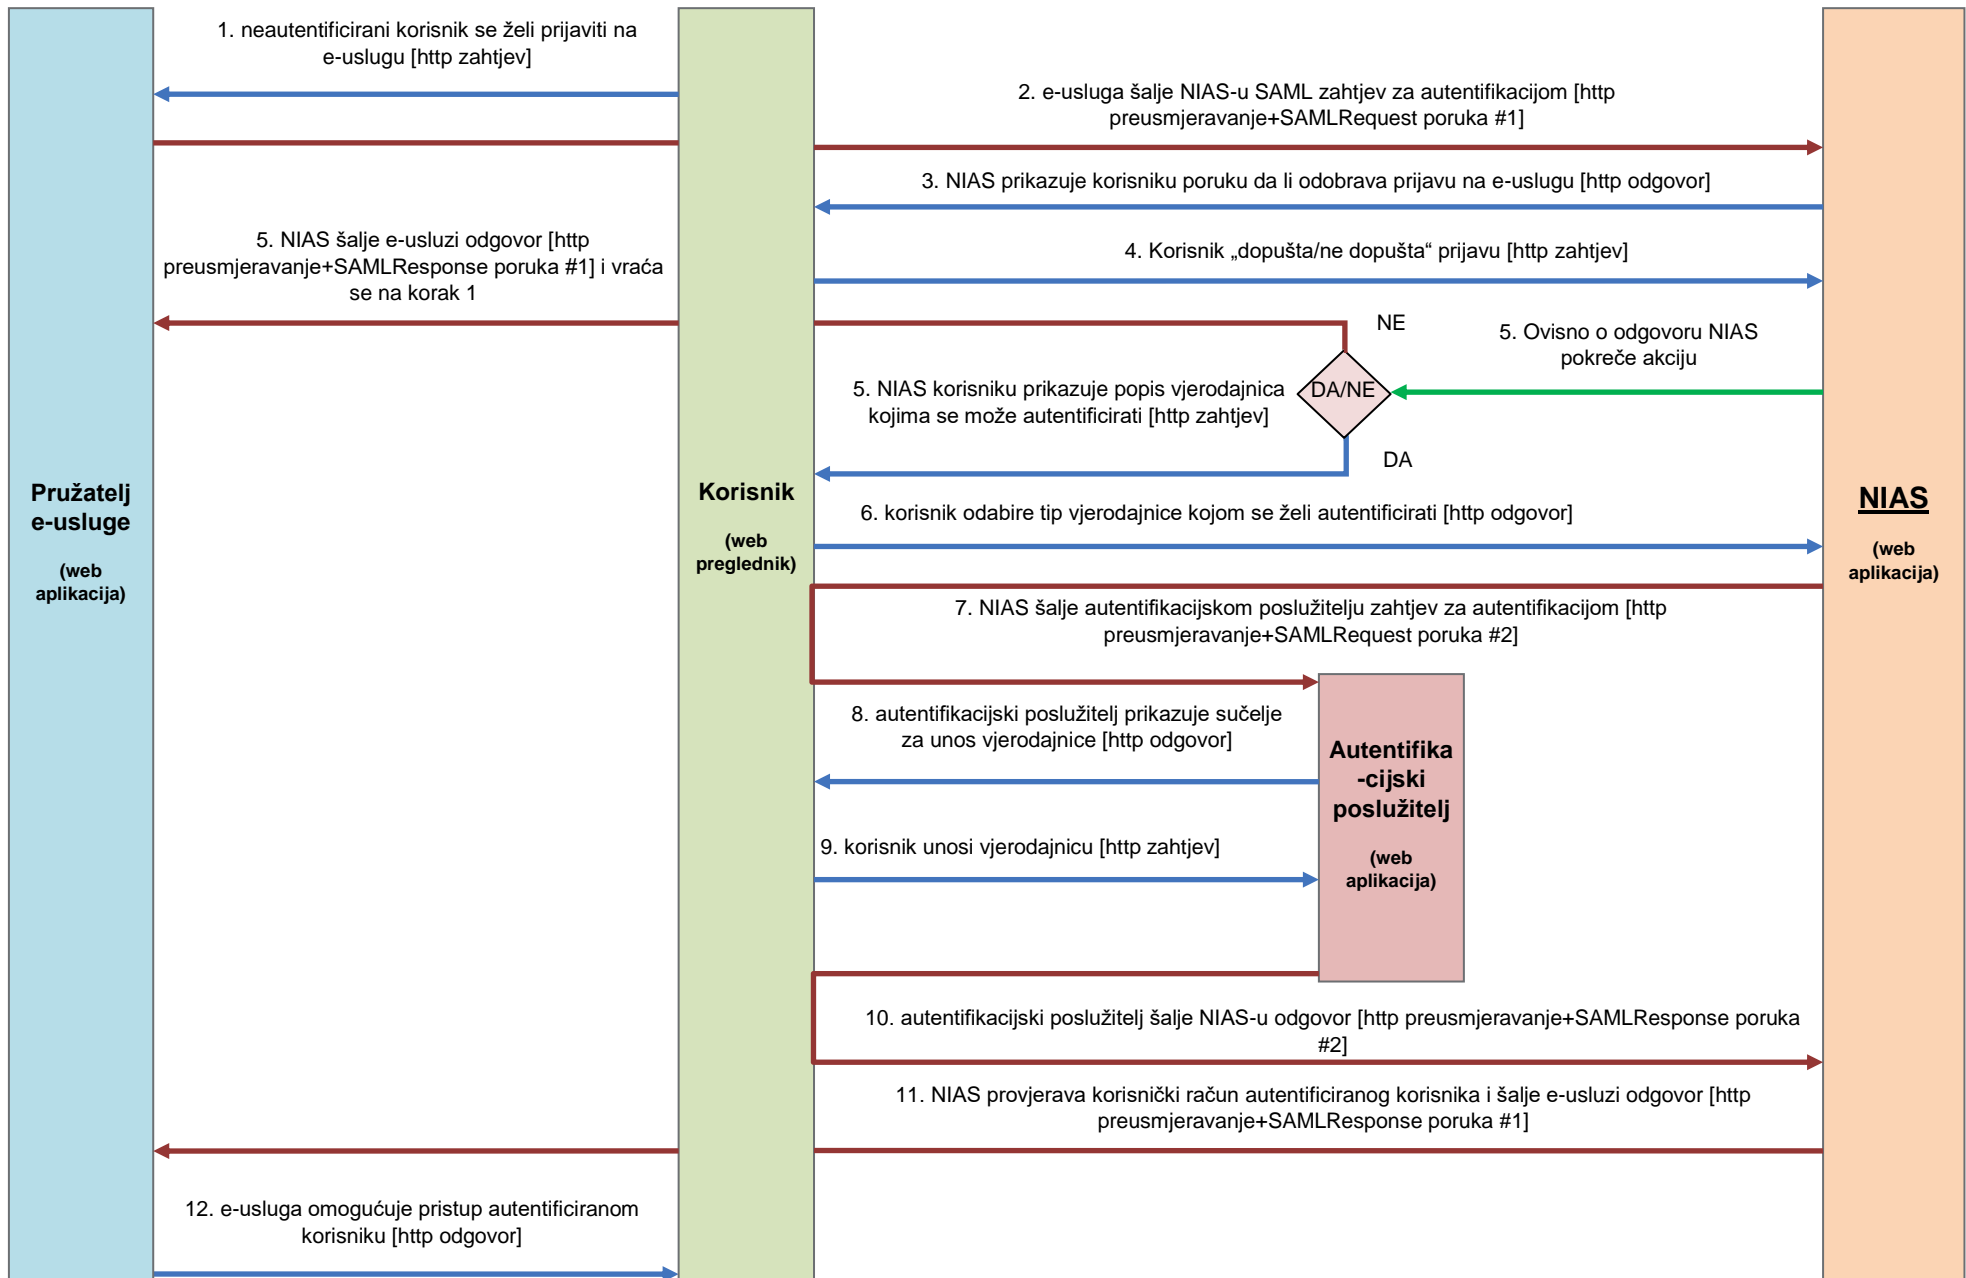 1. neautentificirani korisnik se želi prijaviti na
e-uslugu [http zahtjev]
2. e-usluga šalje NIAS-u SAML zahtjev za autentifikacijom [http
preusmjeravanje+SAMLRequest poruka #1]
3. NIAS prikazuje korisniku poruku da li odobrava prijavu na e-uslugu [http odgovor]
5. NIAS šalje e-usluzi odgovor [http
preusmjeravanje+SAMLResponse poruka #1] i vraća
se na korak 1
4. Korisnik „dopušta/ne dopušta“ prijavu [http zahtjev]
NE
5. Ovisno o odgovoru NIAS
pokreče akciju
5. NIAS korisniku prikazuje popis vjerodajnica
kojima se može autentificirati [http zahtjev]
DA/NE
DA
Pružatelj
e-usluge
(web
aplikacija)
Korisnik
(web
preglednik)
NIAS
(web
aplikacija)
6. korisnik odabire tip vjerodajnice kojom se želi autentificirati [http odgovor]
7. NIAS šalje autentifikacijskom poslužitelju zahtjev za autentifikacijom [http
preusmjeravanje+SAMLRequest poruka #2]
8. autentifikacijski poslužitelj prikazuje sučelje
za unos vjerodajnice [http odgovor]
Autentifika
-cijski
poslužitelj
(web
aplikacija)
9. korisnik unosi vjerodajnicu [http zahtjev]
10. autentifikacijski poslužitelj šalje NIAS-u odgovor [http preusmjeravanje+SAMLResponse poruka
#2]
11. NIAS provjerava korisnički račun autentificiranog korisnika i šalje e-usluzi odgovor [http
preusmjeravanje+SAMLResponse poruka #1]
12. e-usluga omogućuje pristup autentificiranom
korisniku [http odgovor]